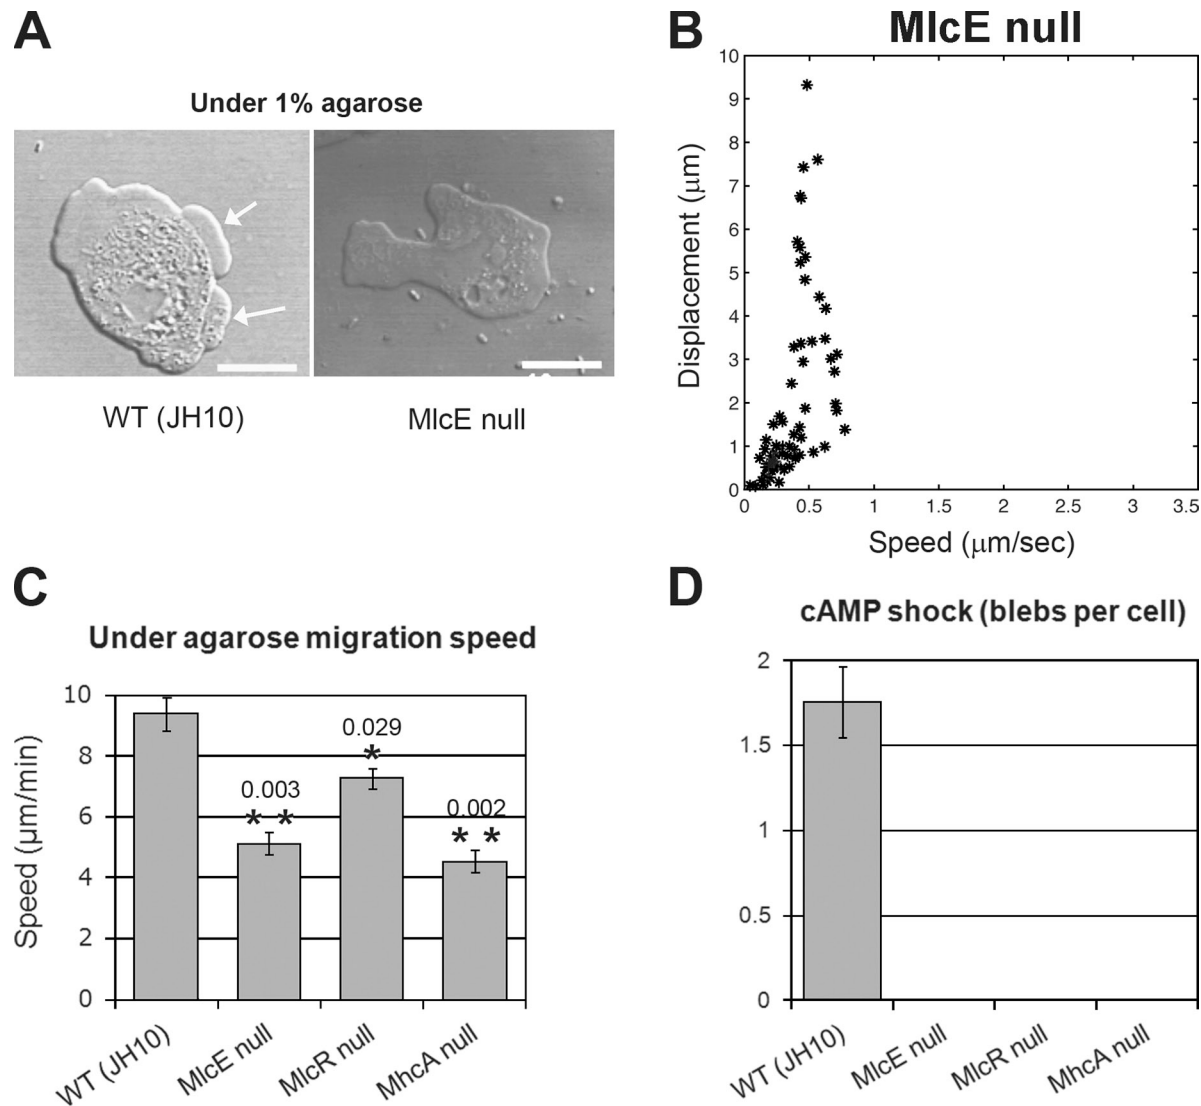 A
Under 1% agarose
WT (JH10)
MlcE null
B
MlcE null
Displacement (μm)
10
9
8
7
6
5
4
3
2
1
0
0 0.5 1 1.5 2 2.5 3 3.5
Speed (μm/sec)
C
Under agarose migration speed
Speed (μm/min)
10
8
6
4
2
0
0.003
* *
0.029
*
0.002
* *
WT (JH10)
MlcE null
MlcR null
MhcA null
D
cAMP shock (blebs per cell)
2
1.5
1
0.5
0
WT (JH10)
MlcE null
MlcR null
MhcA null